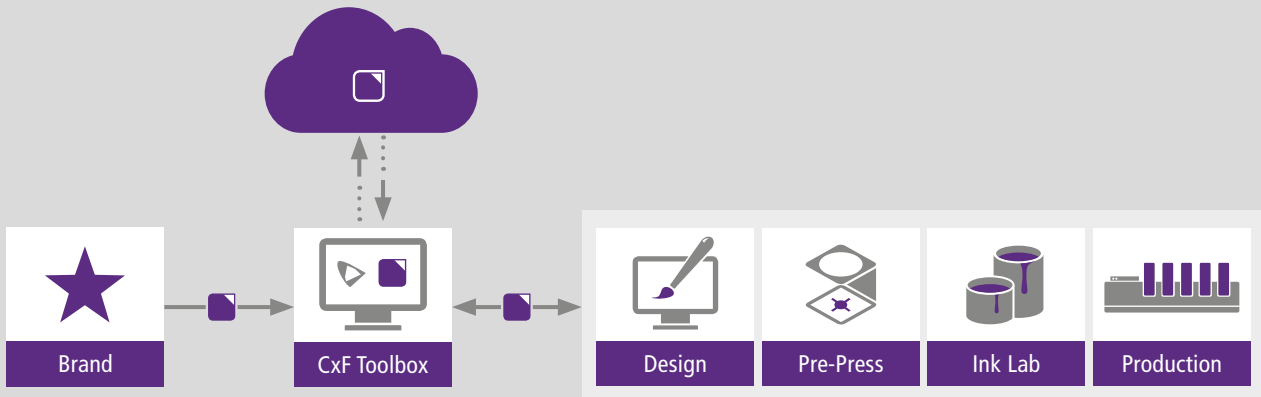 Brand
CxF Toolbox
Design
Pre-Press
Ink Lab
Production